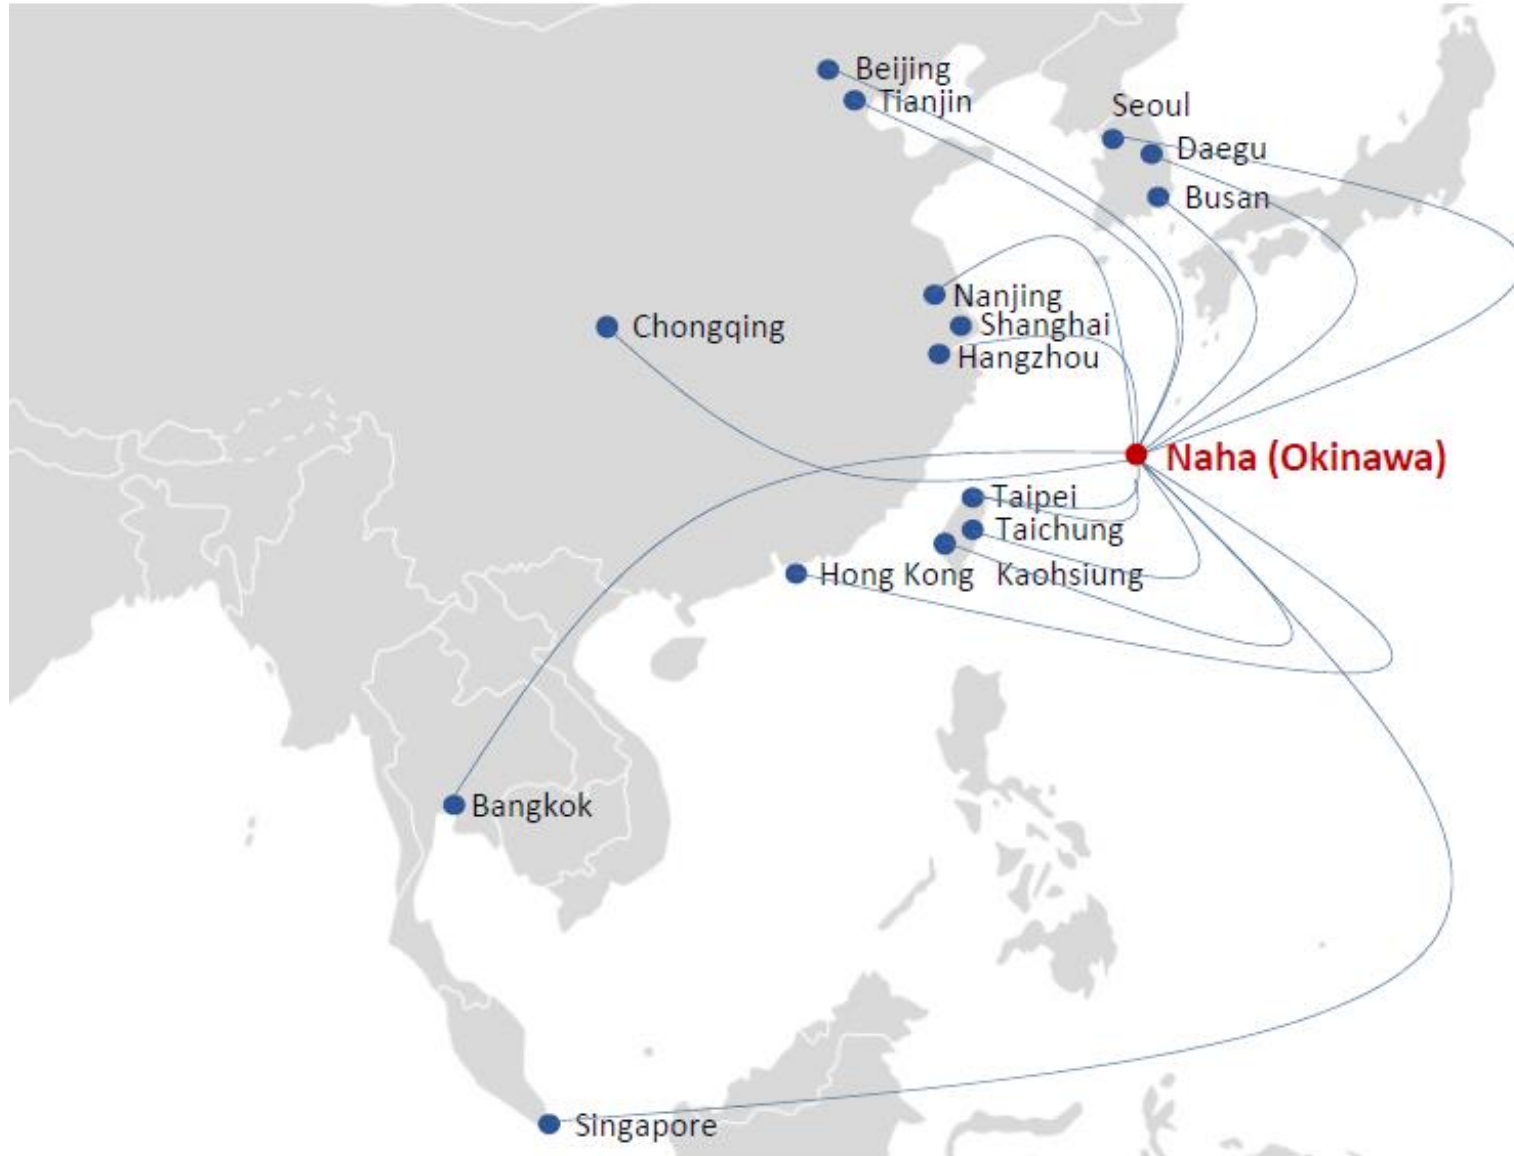 Beijing
Tianjin
Seoul
Daegu
Busan
Nanjing
Shanghai
Chongqing
Hangzhou
Naha (Okinawa)
Taipei
Taichung
Hong Kong
Kaohsiung
Bangkok
Singapore